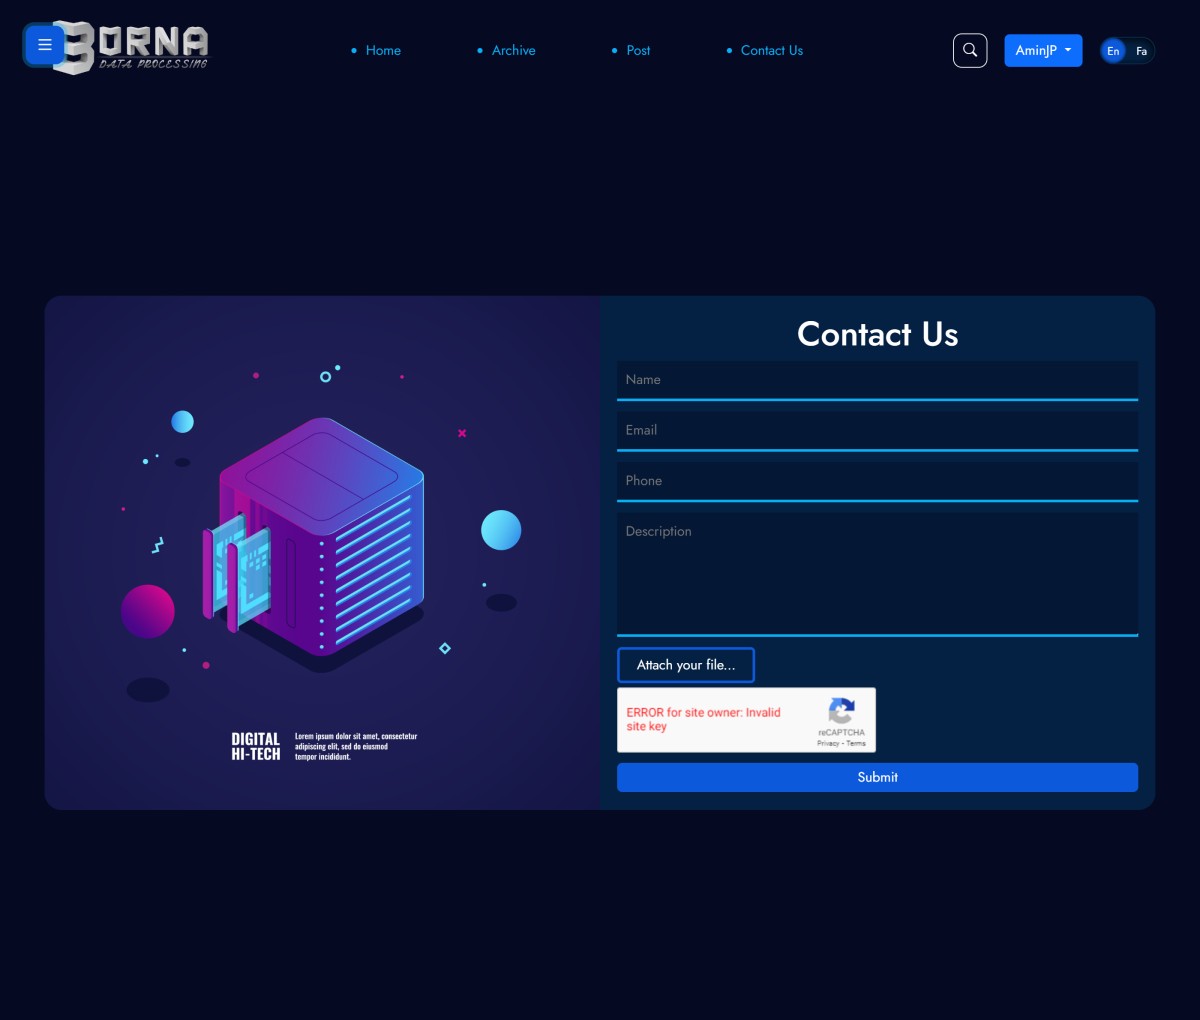 BORNA
DATA PROCESSING
Home
Archive
Post
Contact Us
AminJP
En
Fa
DIGITAL
HI-TECH
Lorem ipsum dolor sit amet, consectetur
adipiscing elit, sed do eiusmod
tempor incididunt.
Contact Us
Name
Email
Phone
Description
Attach your file...
ERROR for site owner: Invalid
site key
reCAPTCHA
Privacy - Terms
Submit